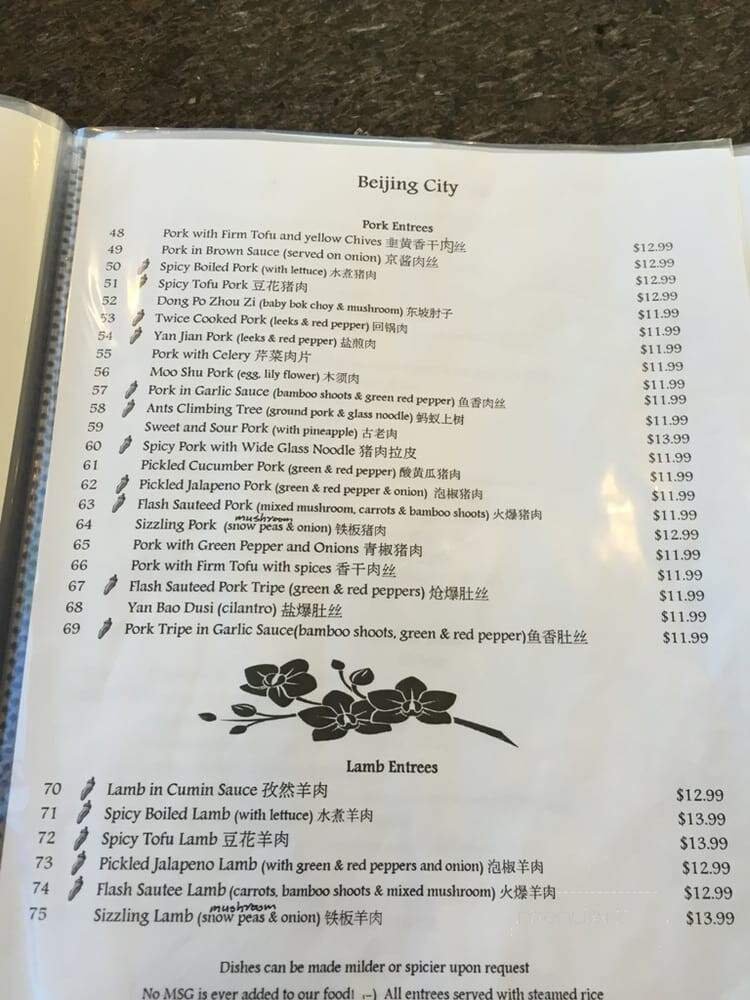 Beijing City
Pork Entrees
48 Pork with Firm Tofu and yellow Chives 韭黄香干肉丝 $12.99
49 Pork in Brown Sauce (served on onion) 京酱肉丝 $12.99
50 Spicy Boiled Pork (with lettuce) 水煮猪肉 $12.99
51 Spicy Tofu Pork 豆花猪肉 $12.99
52 Dong Po Zhou Zi (baby bok choy & mushroom) 东坡肘子 $11.99
53 Twice Cooked Pork (leeks & red pepper) 回锅肉 $11.99
54 Yan Jian Pork (leeks & red pepper) 盐煎肉 $11.99
55 Pork with Celery 芹菜肉片 $11.99
56 Moo Shu Pork (egg, lily flower) 木须肉 $11.99
57 Pork in Garlic Sauce (bamboo shoots & green red pepper) 鱼香肉丝 $11.99
58 Ants Climbing Tree (ground pork & glass noodle) 蚂蚁上树 $11.99
59 Sweet and Sour Pork (with pineapple) 古老肉 $13.99
60 Spicy Pork with Wide Glass Noodle 猪肉拉皮 $11.99
61 Pickled Cucumber Pork (green & red pepper) 酸黄瓜猪肉 $11.99
62 Pickled Jalapeno Pork (green & red pepper & onion) 泡椒猪肉 $11.99
63 Flash Sauteed Pork (mixed mushroom, carrots & bamboo shoots) 火爆猪肉 $11.99
mushroom
64 Sizzling Pork (snow peas & onion) 铁板猪肉 $12.99
65 Pork with Green Pepper and Onions 青椒猪肉 $11.99
66 Pork with Firm Tofu with spices 香干肉丝 $11.99
67 Flash Sauteed Pork Tripe (green & red peppers) 炝爆肚丝 $11.99
68 Yan Bao Dusi (cilantro) 盐爆肚丝 $11.99
69 Pork Tripe in Garlic Sauce(bamboo shoots, green & red pepper)鱼香肚丝 $11.99
Lamb Entrees
70 Lamb in Cumin Sauce 孜然羊肉 $12.99
71 Spicy Boiled Lamb (with lettuce) 水煮羊肉 $13.99
72 Spicy Tofu Lamb 豆花羊肉 $13.99
73 Pickled Jalapeno Lamb (with green & red peppers and onion) 泡椒羊肉 $12.99
74 Flash Sautee Lamb (carrots, bamboo shoots & mixed mushroom) 火爆羊肉 $12.99
mushroom
75 Sizzling Lamb (snow peas & onion) 铁板羊肉 $13.99
Dishes can be made milder or spicier upon request
No MSG is ever added to our food! :-) All entrees served with steamed rice